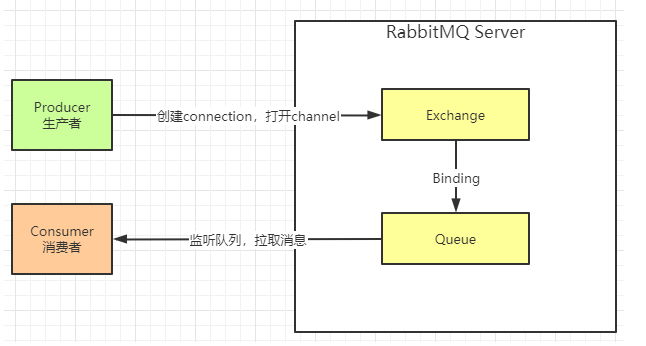 RabbitMQ Server
Producer
生产者
创建connection，打开channel
Exchange
Binding
Consumer
消费者
监听队列，拉取消息
Queue